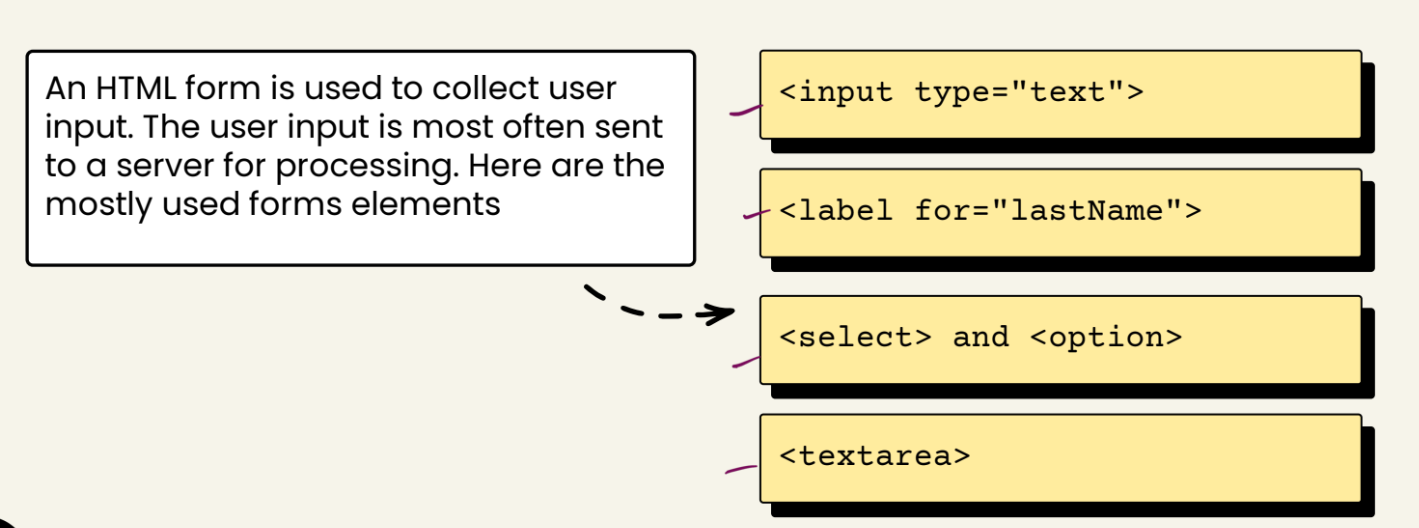 An HTML form is used to collect user
input. The user input is most often sent
to a server for processing. Here are the
mostly used forms elements
<input type="text">
<label for="lastName">
<select> and <option>
<textarea>